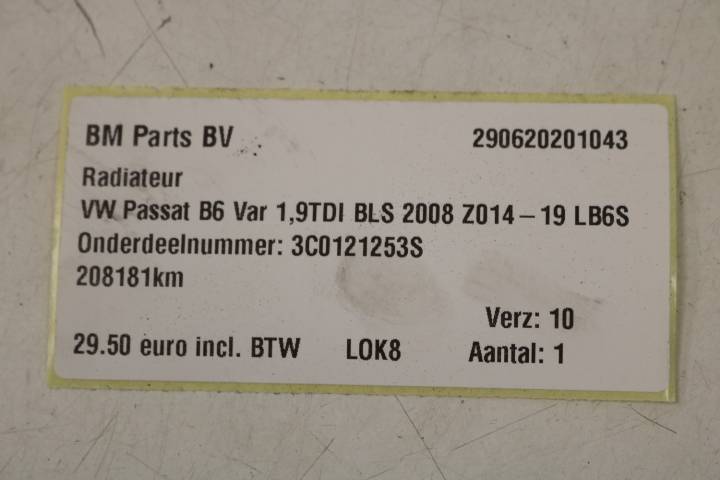 BM Parts BV 290620201043
Radiateur
VW Passat B6 Var 1,9TDI BLS 2008 Z014-19 LB6S
Onderdeelnummer: 3C0121253S
208181km
Verz: 10
29.50 euro incl. BTW LOK8 Aantal: 1